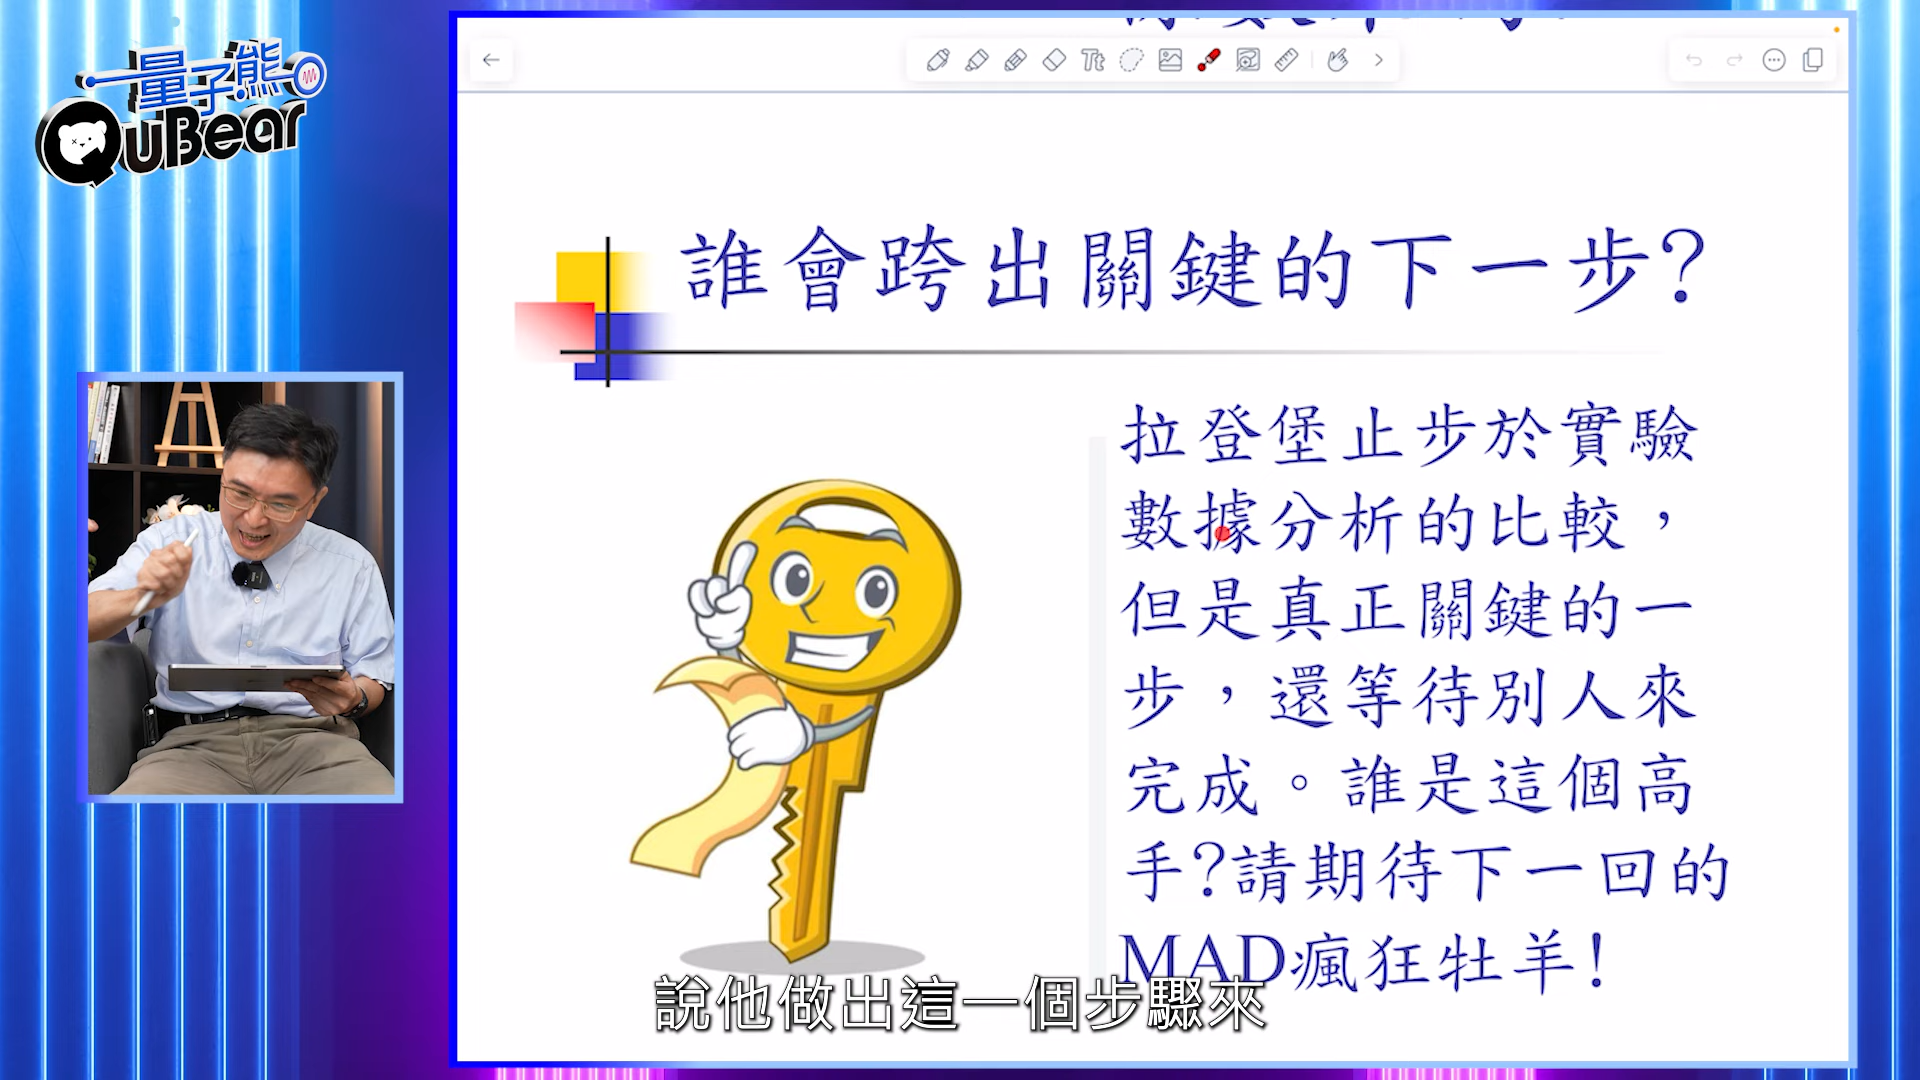 量子熊
QuBear
Tt
誰會跨出關鍵的下一步?
拉登堡止步於實驗
數據分析的比較，
但是真正關鍵的一
步，還等待別人來
完成。誰是這個高
手?請期待下一回的
MAD瘋狂牡羊!
說他做出這一個步驟來